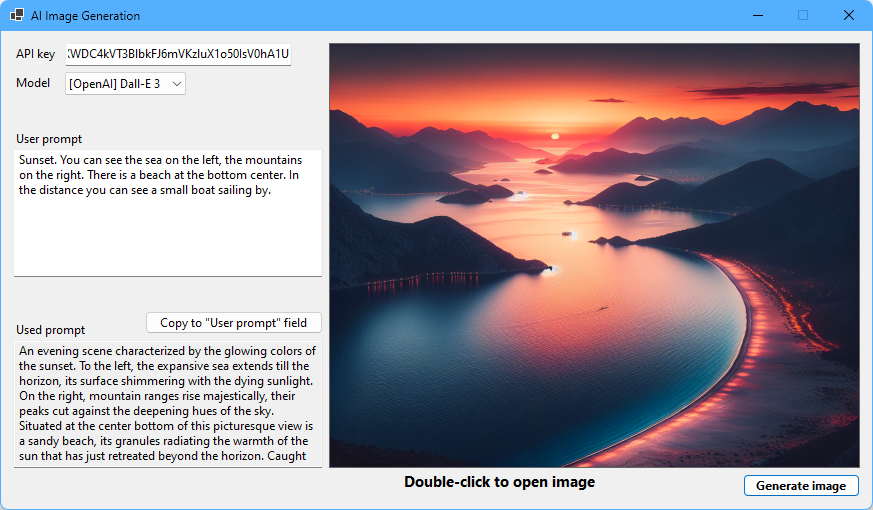 AI Image Generation
API key
Model [OpenAI] Dall-E 3
User prompt
Sunset. You can see the sea on the left, the mountains
on the right. There is a beach at the bottom center. In
the distance you can see a small boat sailing by.
Used prompt Copy to "User prompt" field
An evening scene characterized by the glowing colors of
the sunset. To the left, the expansive sea extends till the
horizon, its surface shimmering with the dying sunlight.
On the right, mountain ranges rise majestically, their
peaks cut against the deepening hues of the sky.
Situated at the center bottom of this picturesque view is
a sandy beach, its granules radiating the warmth of the
sun that has just retreated beyond the horizon. Caught
Double-click to open image
Generate image